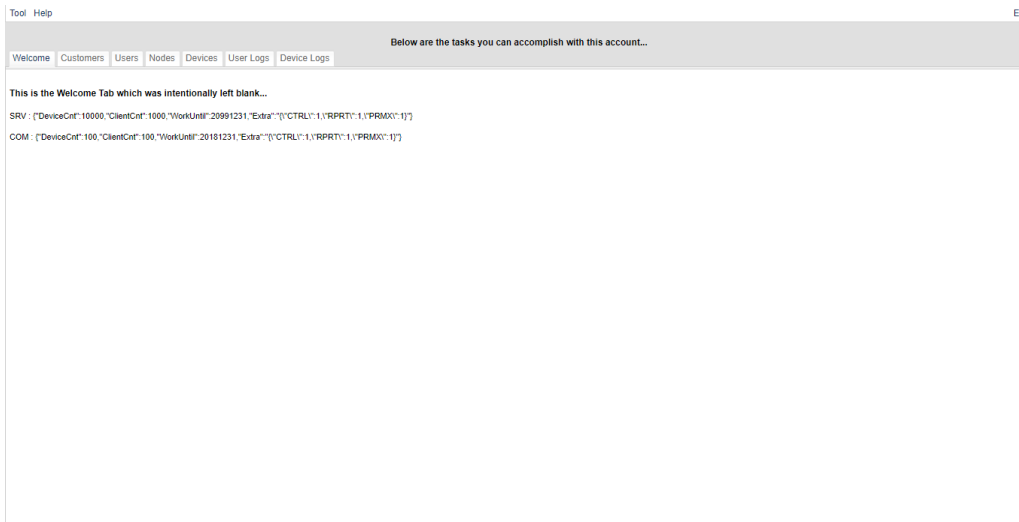 Tool Help E
Below are the tasks you can accomplish with this account...
Welcome Customers Users Nodes Devices User Logs Device Logs
This is the Welcome Tab which was intentionally left blank...
SRV : {"DeviceCnt":10000,"ClientCnt":1000,"WorkUntil":20991231,"Extra":"{\"CTRL\":1,\"RPRT\":1,\"PRMX\":1}"}
COM : {"DeviceCnt":100,"ClientCnt":100,"WorkUntil":20181231,"Extra":"{\"CTRL\":1,\"RPRT\":1,\"PRMX\":1}"}